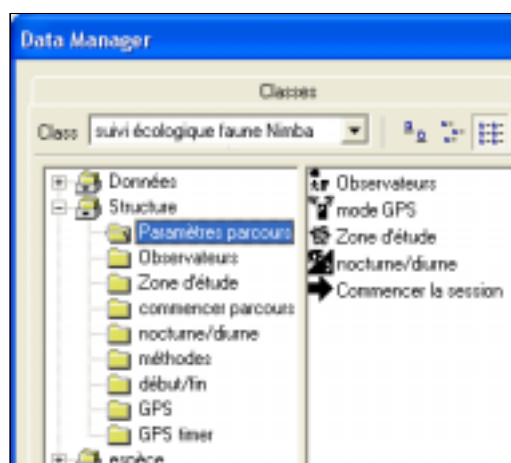 Data Manager
Classes
Class suivi écologique faune Nimba
Données
Structure
Paramètres parcours
Observateurs
Zone d'étude
commencer parcours
nocturne/diurne
méthodes
début/fin
GPS
GPS timer
espèce
Observateurs
mode GPS
Zone d'étude
nocturne/diurne
Commencer la session